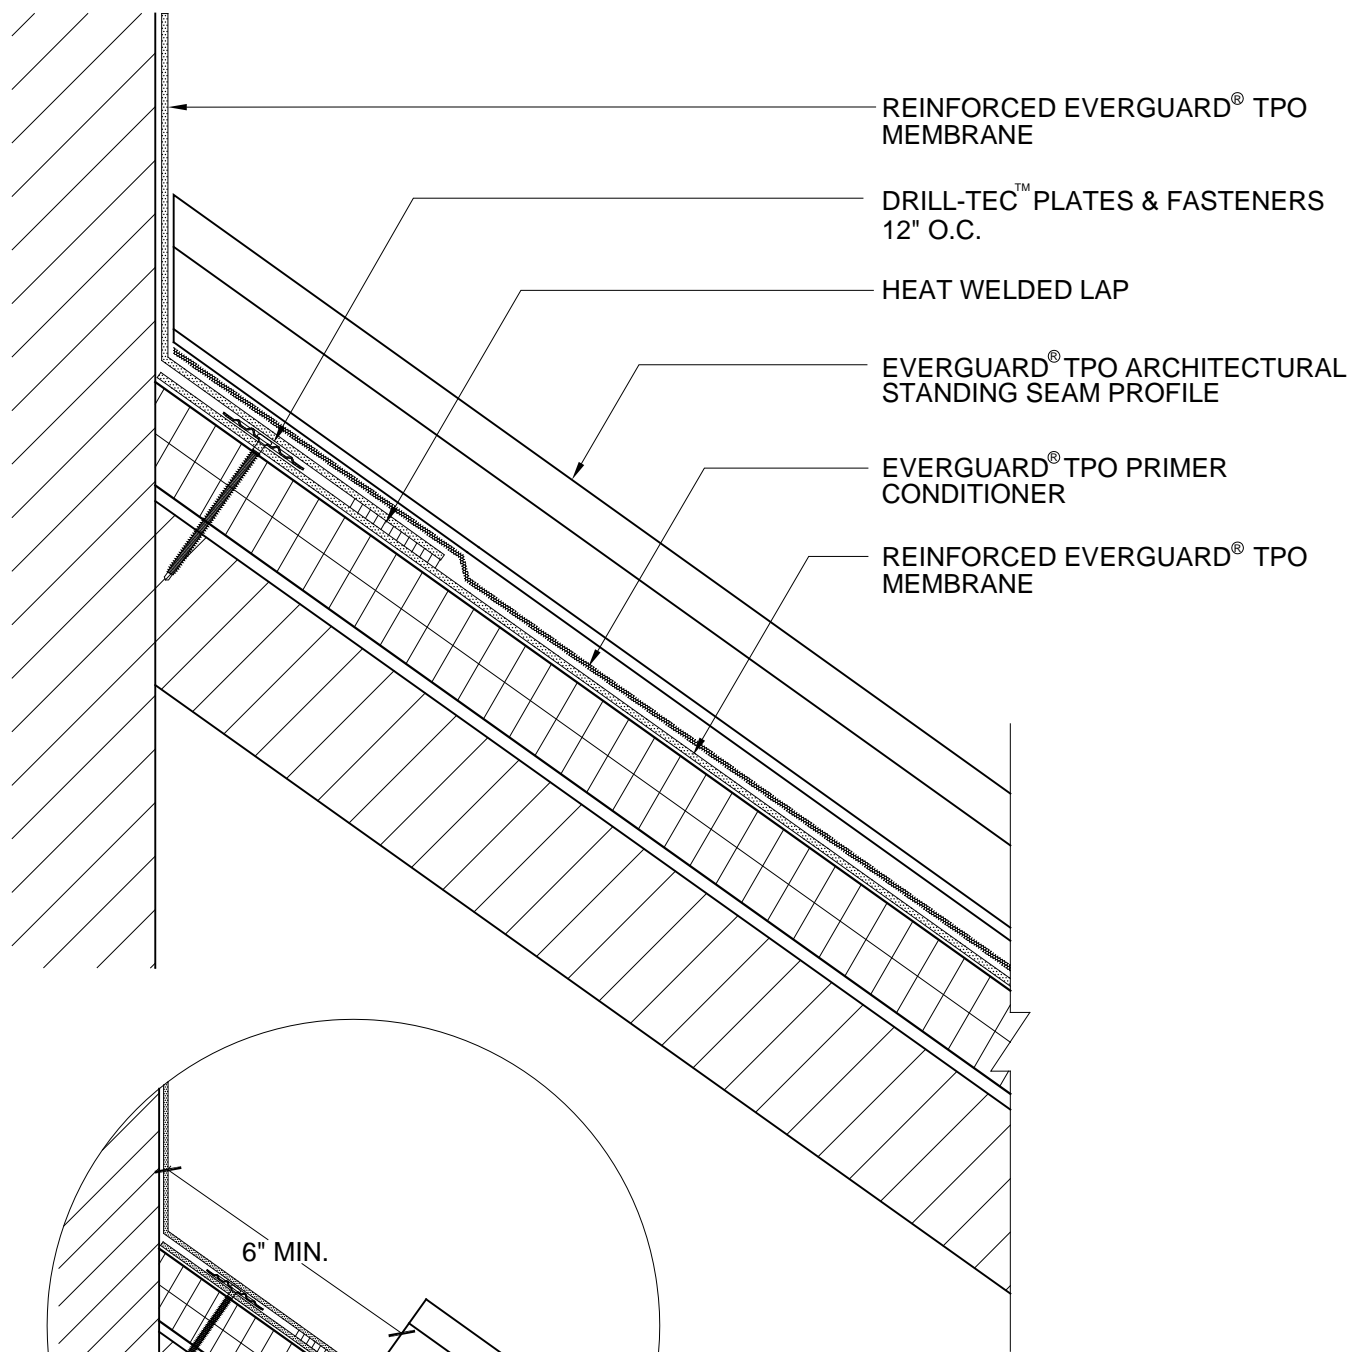 REINFORCED EVERGUARD® TPO
MEMBRANE
DRILL-TEC™ PLATES & FASTENERS
12" O.C.
HEAT WELDED LAP
EVERGUARD® TPO ARCHITECTURAL
STANDING SEAM PROFILE
EVERGUARD® TPO PRIMER
CONDITIONER
REINFORCED EVERGUARD® TPO
MEMBRANE
6" MIN.